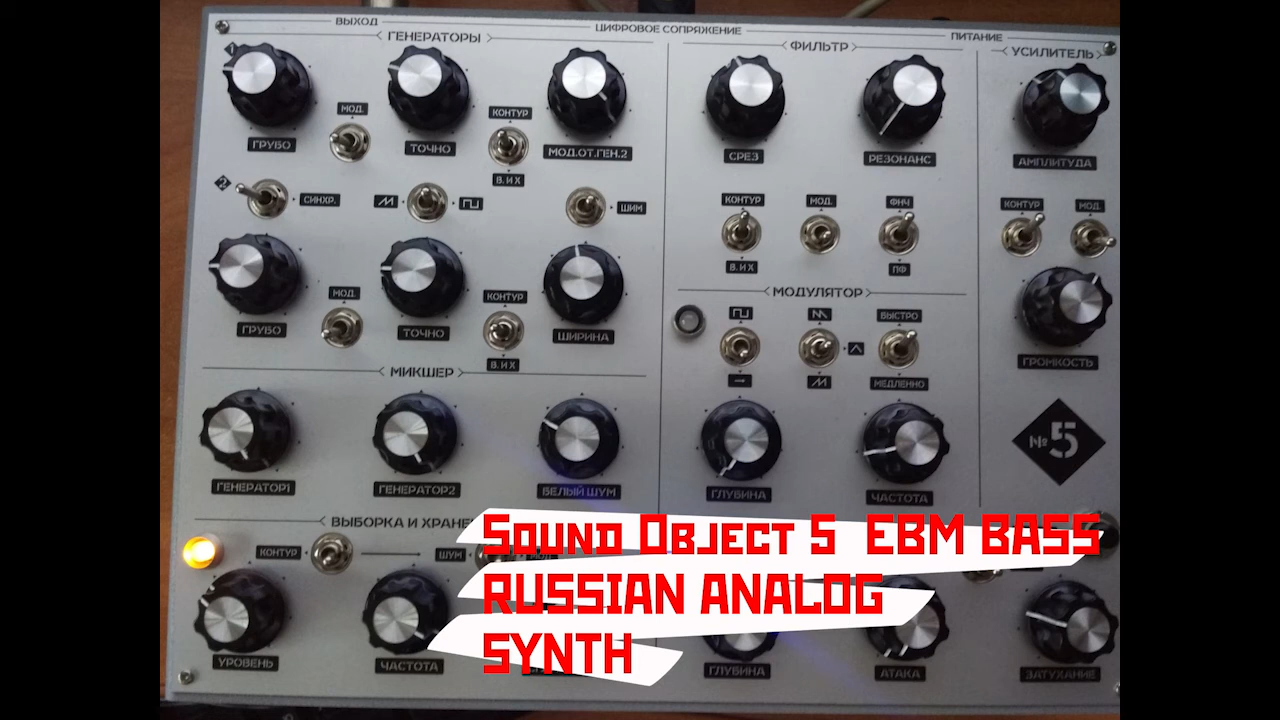 ВЫХОД
ЦИФРОВОЕ СОПРЯЖЕНИЕ
ПИТАНИЕ
ГЕНЕРАТОРЫ
ФИЛЬТР
УСИЛИТЕЛЬ
1
МОД.
КОНТУР
ГРУБО
ТОЧНО
МОД.ОТ.ГЕН.2
СРЕЗ
РЕЗОНАНС
АМПЛИТУДА
В.ИХ
2
СИНХР.
ШИМ
КОНТУР
МОД.
ФНЧ
КОНТУР
МОД.
В.ИХ
ПФ
МОД.
КОНТУР
МОДУЛЯТОР
БЫСТРО
ГРУБО
ТОЧНО
ШИРИНА
В.ИХ
МЕДЛЕННО
ГРОМКОСТЬ
МИКШЕР
№5
ГЕНЕРАТОР1
ГЕНЕРАТОР2
БЕЛЫЙ ШУМ
ГЛУБИНА
ЧАСТОТА
ВЫБОРКА И ХРАНЕ
КОНТУР
ШУМ
Sound Object 5 EBM BASS
RUSSIAN ANALOG
SYNTH
УРОВЕНЬ
ЧАСТОТА
ГЛУБИНА
АТАКА
ЗАТУХАНИЕ